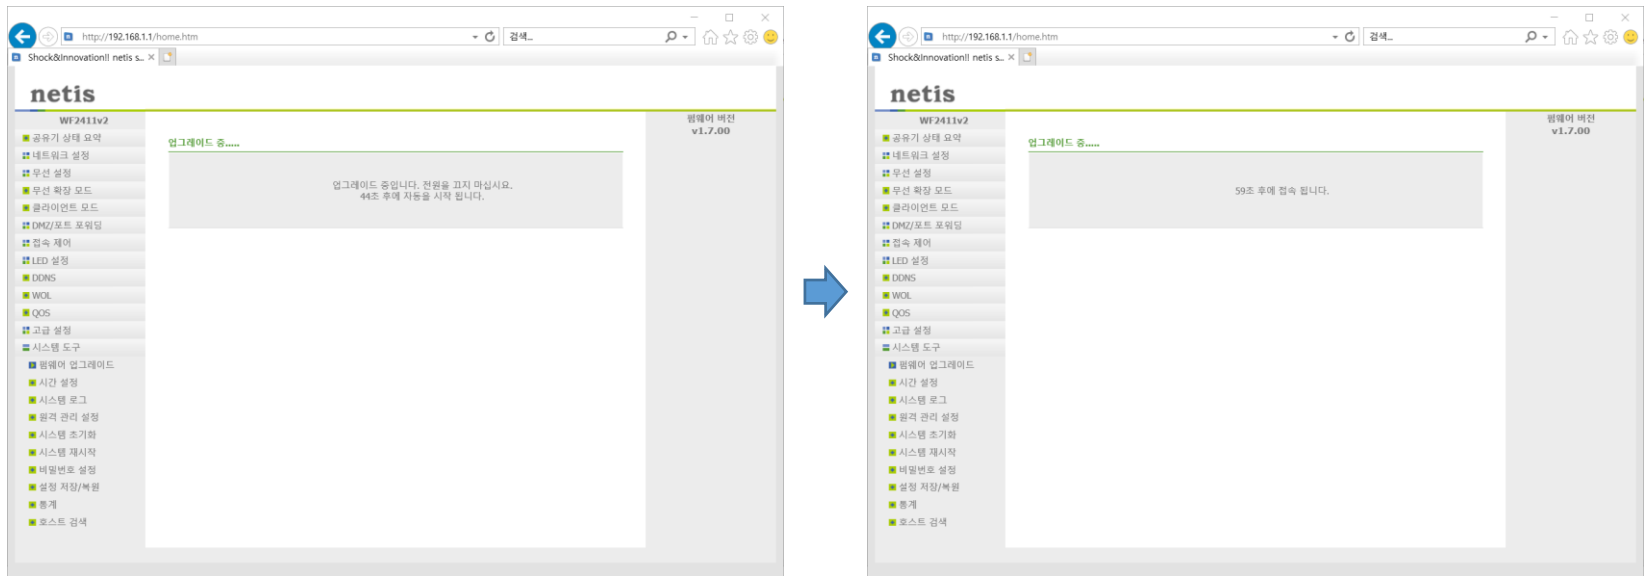 http://192.168.1.1/home.htm
검색...
Shock&Innovation!! netis s...
netis
WF2411v2
공유기 상태 요약
네트워크 설정
무선 설정
무선 확장 모드
클라이언트 모드
DMZ/포트 포워딩
접속 제어
LED 설정
DDNS
WOL
QOS
고급 설정
시스템 도구
펌웨어 업그레이드
시간 설정
시스템 로그
원격 관리 설정
시스템 초기화
시스템 재시작
비밀번호 설정
설정 저장/복원
통계
호스트 검색
업그레이드 중.....
업그레이드 중입니다. 전원을 끄지 마십시요.
44초 후에 자동을 시작 됩니다.
펌웨어 버전
v1.7.00
http://192.168.1.1/home.htm
검색...
Shock&Innovation!! netis s...
netis
WF2411v2
공유기 상태 요약
네트워크 설정
무선 설정
무선 확장 모드
클라이언트 모드
DMZ/포트 포워딩
접속 제어
LED 설정
DDNS
WOL
QOS
고급 설정
시스템 도구
펌웨어 업그레이드
시간 설정
시스템 로그
원격 관리 설정
시스템 초기화
시스템 재시작
비밀번호 설정
설정 저장/복원
통계
호스트 검색
업그레이드 중.....
59초 후에 접속 됩니다.
펌웨어 버전
v1.7.00